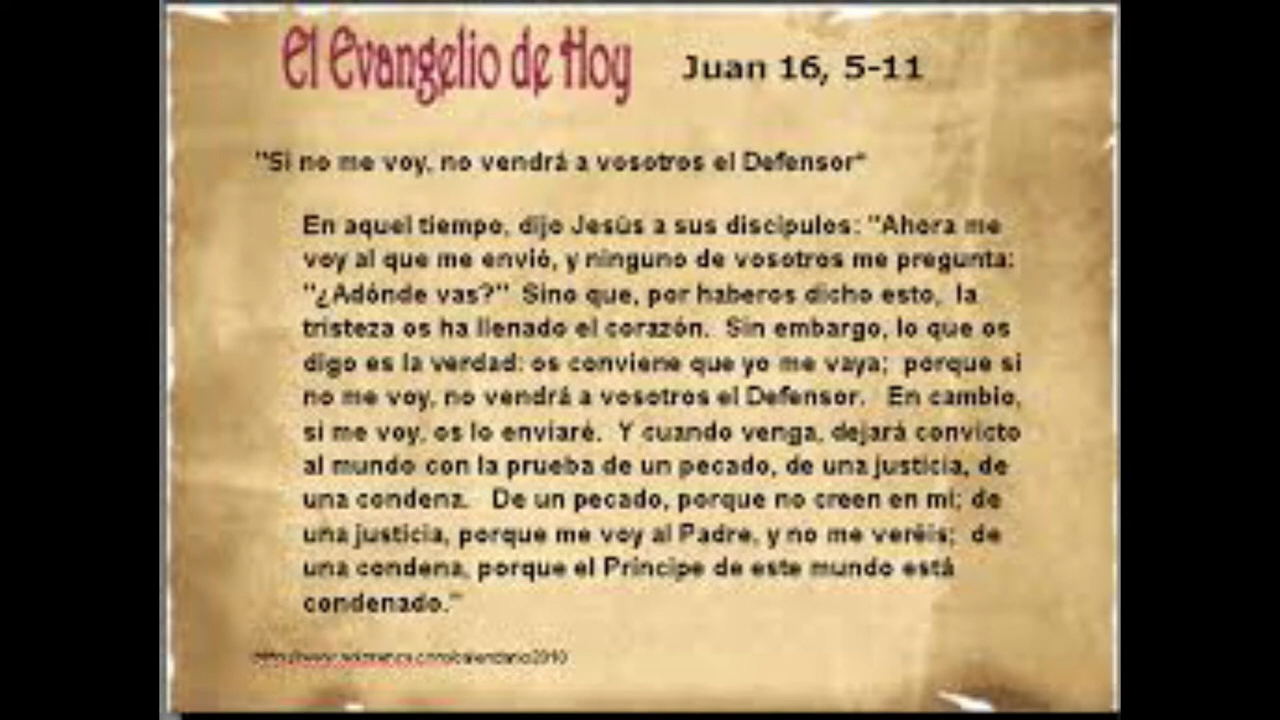 El Evangelio de Hoy Juan 16, 5-11
"Si no me voy, no vendrá a vosotros el Defensor"
En aquel tiempo, dijo Jesús a sus discípulos: "Ahora me
voy al que me envió, y ninguno de vosotros me pregunta:
"¿Adónde vas?" Sino que, por haberos dicho esto, la
tristeza os ha llenado el corazón. Sin embargo, lo que os
digo es la verdad: os conviene que yo me vaya; porque si
no me voy, no vendrá a vosotros el Defensor. En cambio,
si me voy, os lo enviaré. Y cuando venga, dejará convicto
al mundo con la prueba de un pecado, de una justicia, de
una condena. De un pecado, porque no creen en mí; de
una justicia, porque me voy al Padre, y no me veréis; de
una condena, porque el Príncipe de este mundo está
condenado."